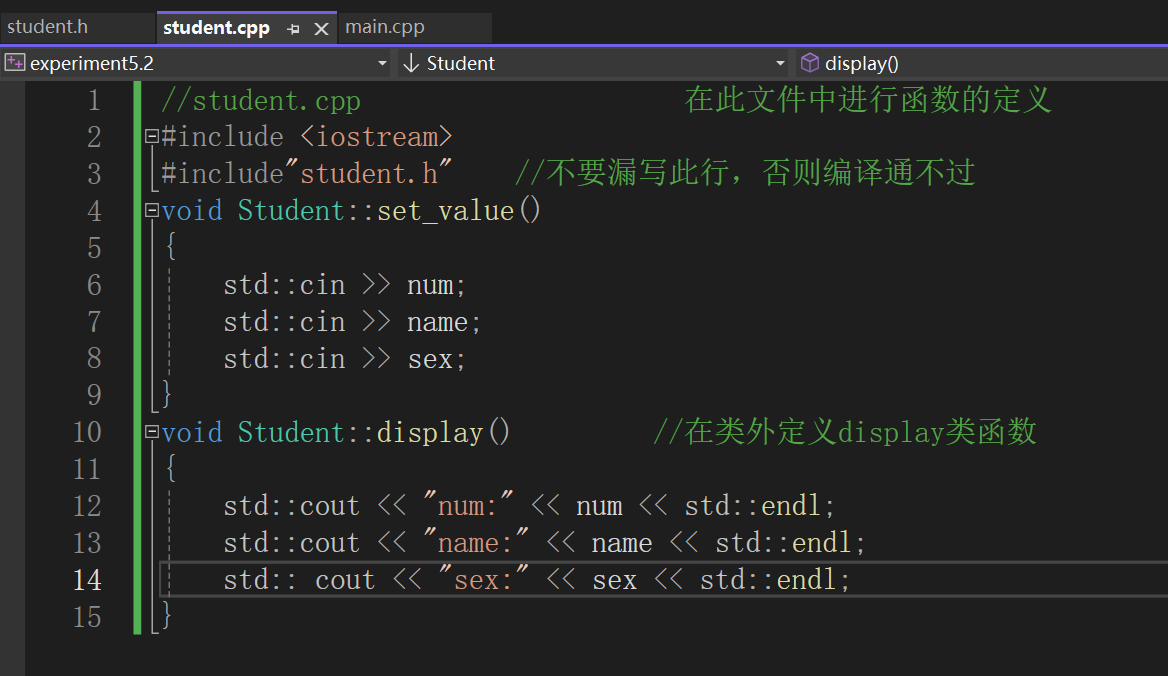 student.h student.cpp main.cpp
experiment5.2 Student display()
1 //student.cpp 在此文件中进行函数的定义
2 #include <iostream>
3 #include"student.h" //不要漏写此行，否则编译通不过
4 void Student::set_value()
5 {
6 std::cin >> num;
7 std::cin >> name;
8 std::cin >> sex;
9 }
10 void Student::display() //在类外定义display类函数
11 {
12 std::cout << "num:" << num << std::endl;
13 std::cout << "name:" << name << std::endl;
14 std:: cout << "sex:" << sex << std::endl;
15 }